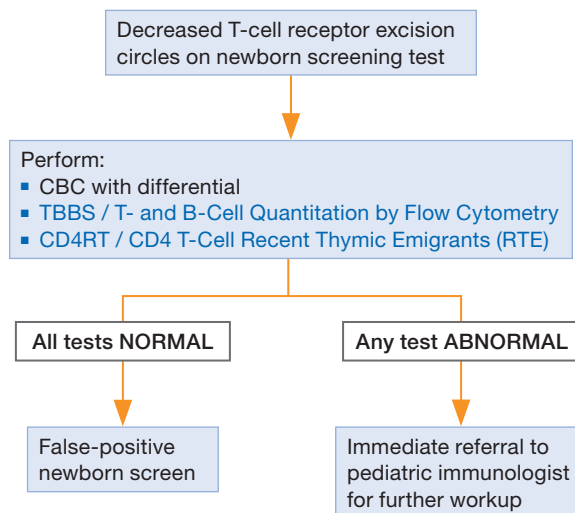 Decreased T-cell receptor excision
circles on newborn screening test
Perform:
▪ CBC with differential
▪ TBBS / T- and B-Cell Quantitation by Flow Cytometry
▪ CD4RT / CD4 T-Cell Recent Thymic Emigrants (RTE)
All tests NORMAL
Any test ABNORMAL
False-positive
newborn screen
Immediate referral to
pediatric immunologist
for further workup